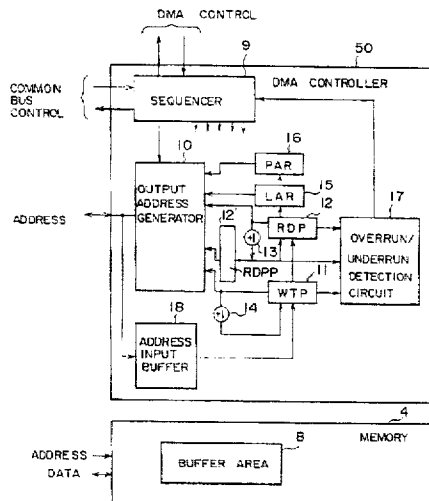 DMA CONTROL
9
50
COMMON
BUS
CONTROL
SEQUENCER
DMA CONTROLLER
10
16
PAR
15
17
OUTPUT
ADDRESS
GENERATOR
LAR
12
ADDRESS
12'
RDP
OVERRUN/
UNDERRUN
DETECTION
CIRCUIT
+1
13
RDPP
11
WTP
18
+1
14
ADDRESS
INPUT
BUFFER
4
ADDRESS
DATA
8
MEMORY
BUFFER AREA